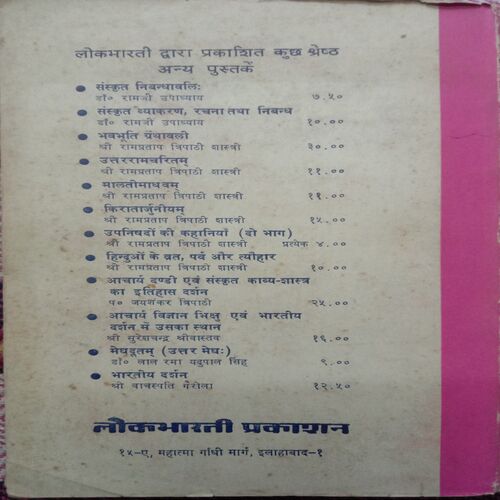 लोकभारती द्वारा प्रकाशित कुछ श्रेष्ठ
अन्य पुस्तकें
संस्कृत निबन्धावलिः
डॉ० रामजी उपाध्याय ७.५०
संस्कृत व्याकरण, रचना तथा निबन्ध
डॉ० रामजी उपाध्याय १०.००
भवभूति ग्रंथावली
श्री रामप्रताप त्रिपाठी शास्त्री ३०.००
उत्तररामचरितम्
श्री रामप्रताप त्रिपाठी शास्त्री ११.००
मालतीमाधवम्
श्री रामप्रताप त्रिपाठी शास्त्री ११.००
किरातार्जुनीयम्
श्री रामप्रताप त्रिपाठी शास्त्री १५.००
उपनिषदों की कहानियाँ (दो भाग)
श्री रामप्रताप त्रिपाठी शास्त्री प्रत्येक ४.००
हिन्दुओं के व्रत, पर्व और त्यौहार
श्री रामप्रताप त्रिपाठी शास्त्री १०.००
आचार्य दण्डी एवं संस्कृत काव्य-शास्त्र
का इतिहास दर्शन
प० जयशंकर त्रिपाठी २५.००
आचार्य विज्ञान भिक्षु एवं भारतीय
दर्शन में उसका स्थान
श्री सुरेशचन्द्र श्रीवास्तव १६.००
मेघदूतम् (उत्तर मेघः)
डॉ० लाल रमा यदुपाल सिंह ९.००
भारतीय दर्शन
श्री वाचस्पति गैरोला १२.५०
लोकभारती प्रकाशन
१५-ए, महात्मा गांधी मार्ग, इलाहाबाद-१